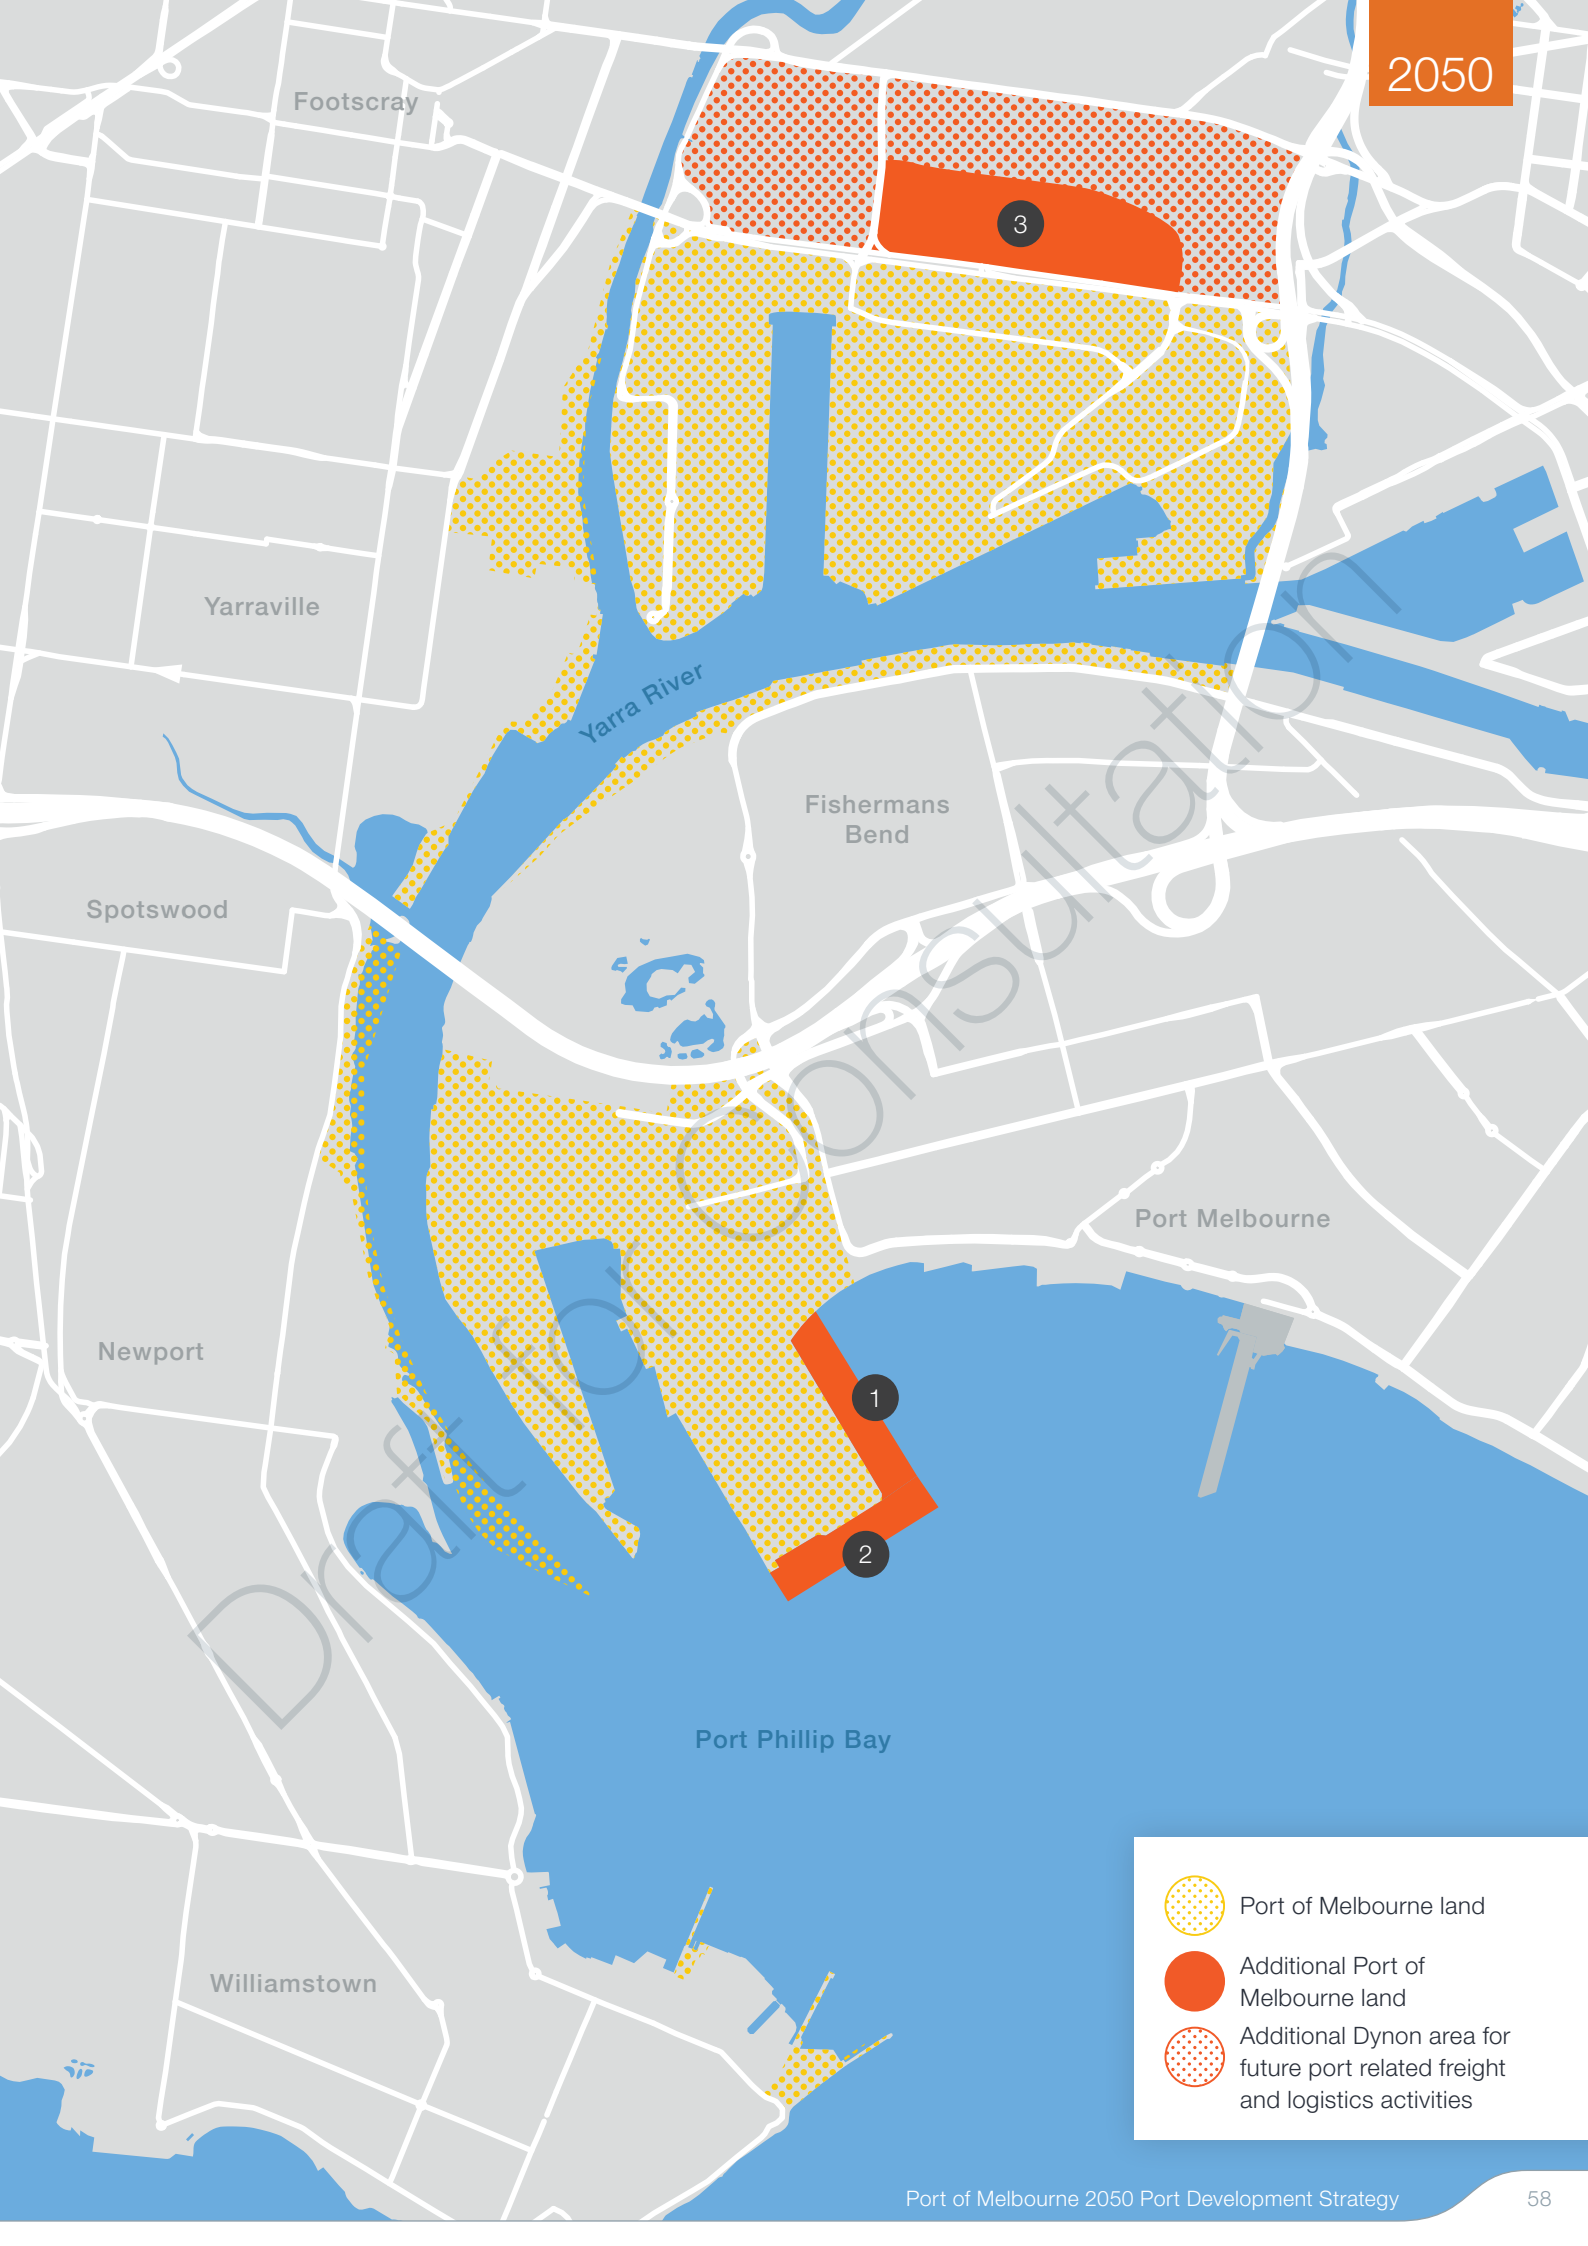 2050
Footscray
3
Yarraville
Yarra River
Fishermans
Bend
Spotswood
Port Melbourne
Newport
1
2
Draft for Consultation
Port Phillip Bay
Williamstown
Port of Melbourne land
Additional Port of
Melbourne land
Additional Dynon area for
future port related freight
and logistics activities
Port of Melbourne 2050 Port Development Strategy
58